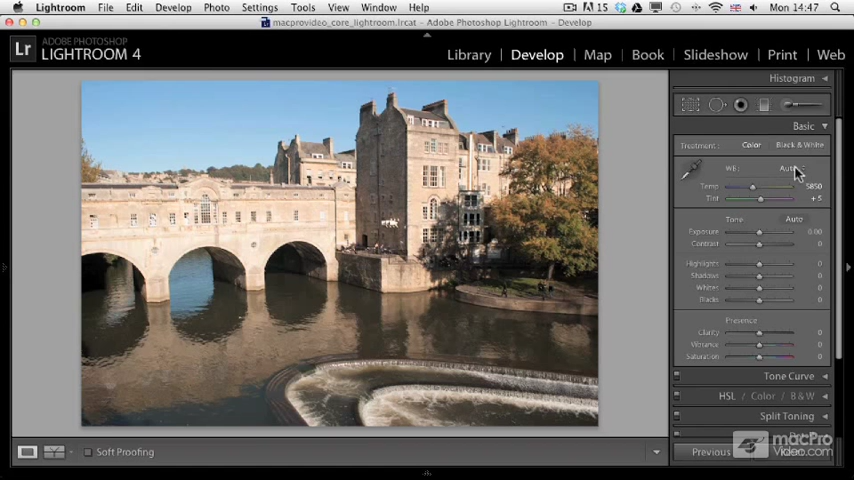 Lightroom File Edit Develop Photo Settings Tools View Window Help 15 Mon 14:47
macprovideo_core_lightroom.lrcat - Adobe Photoshop Lightroom - Develop
Lr ADOBE PHOTOSHOP
LIGHTROOM 4
Library | Develop | Map | Book | Slideshow | Print | Web
Histogram
Basic
Treatment: Color Black & White
WB: Auto
Temp 5850
Tint + 5
Tone: Auto
Exposure 0.00
Contrast 0
Highlights 0
Shadows 0
Whites 0
Blacks 0
Presence
Clarity 0
Vibrance 0
Saturation 0
Tone Curve
HSL / Color / B & W
Split Toning
Soft Proofing
Previous
macProVideo.com